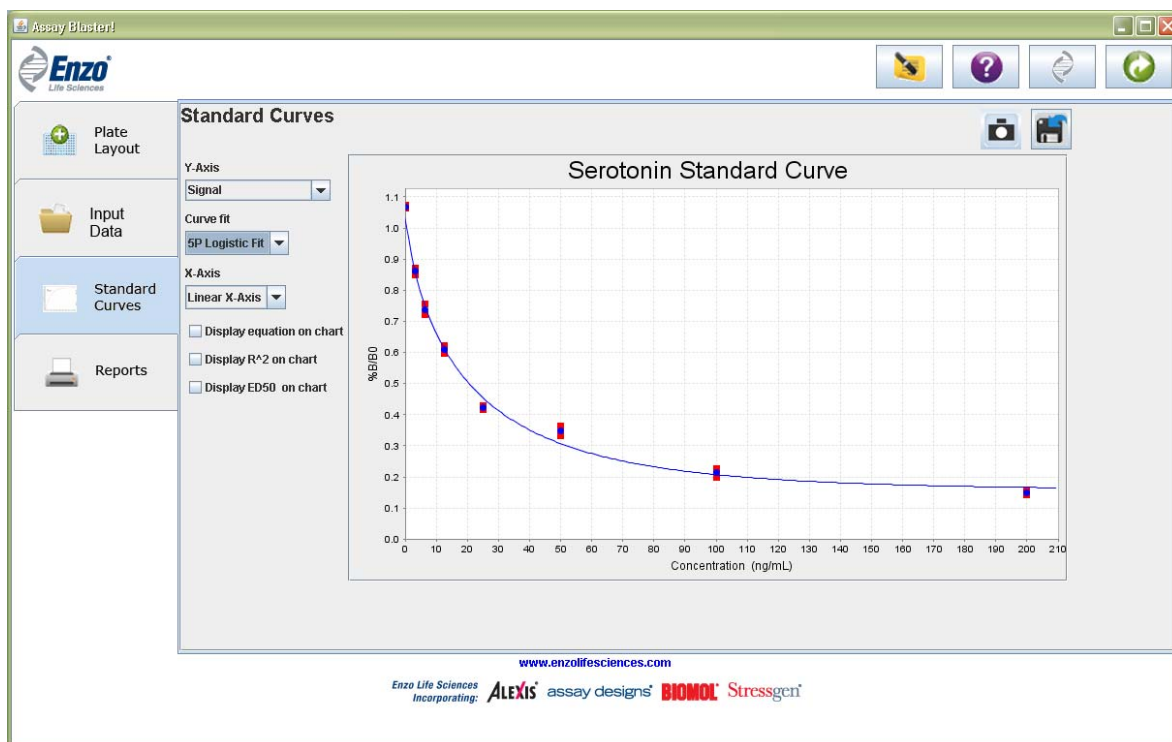 Assay Blaster!
Enzo
Life Sciences
Plate
Layout
Input
Data
Standard
Curves
Reports
Standard Curves
Y-Axis
Signal
Curve fit
5P Logistic Fit
X-Axis
Linear X-Axis
Display equation on chart
Display R^2 on chart
Display ED50 on chart
Serotonin Standard Curve
%B/B0
1.1
1.0
0.9
0.8
0.7
0.6
0.5
0.4
0.3
0.2
0.1
0.0
0 10 20 30 40 50 60 70 80 90 100 110 120 130 140 150 160 170 180 190 200 210
Concentration (ng/mL)
www.enzolifesciences.com
Enzo Life Sciences
Incorporating:
ALEXIS assay designs BIOMOL Stressgen